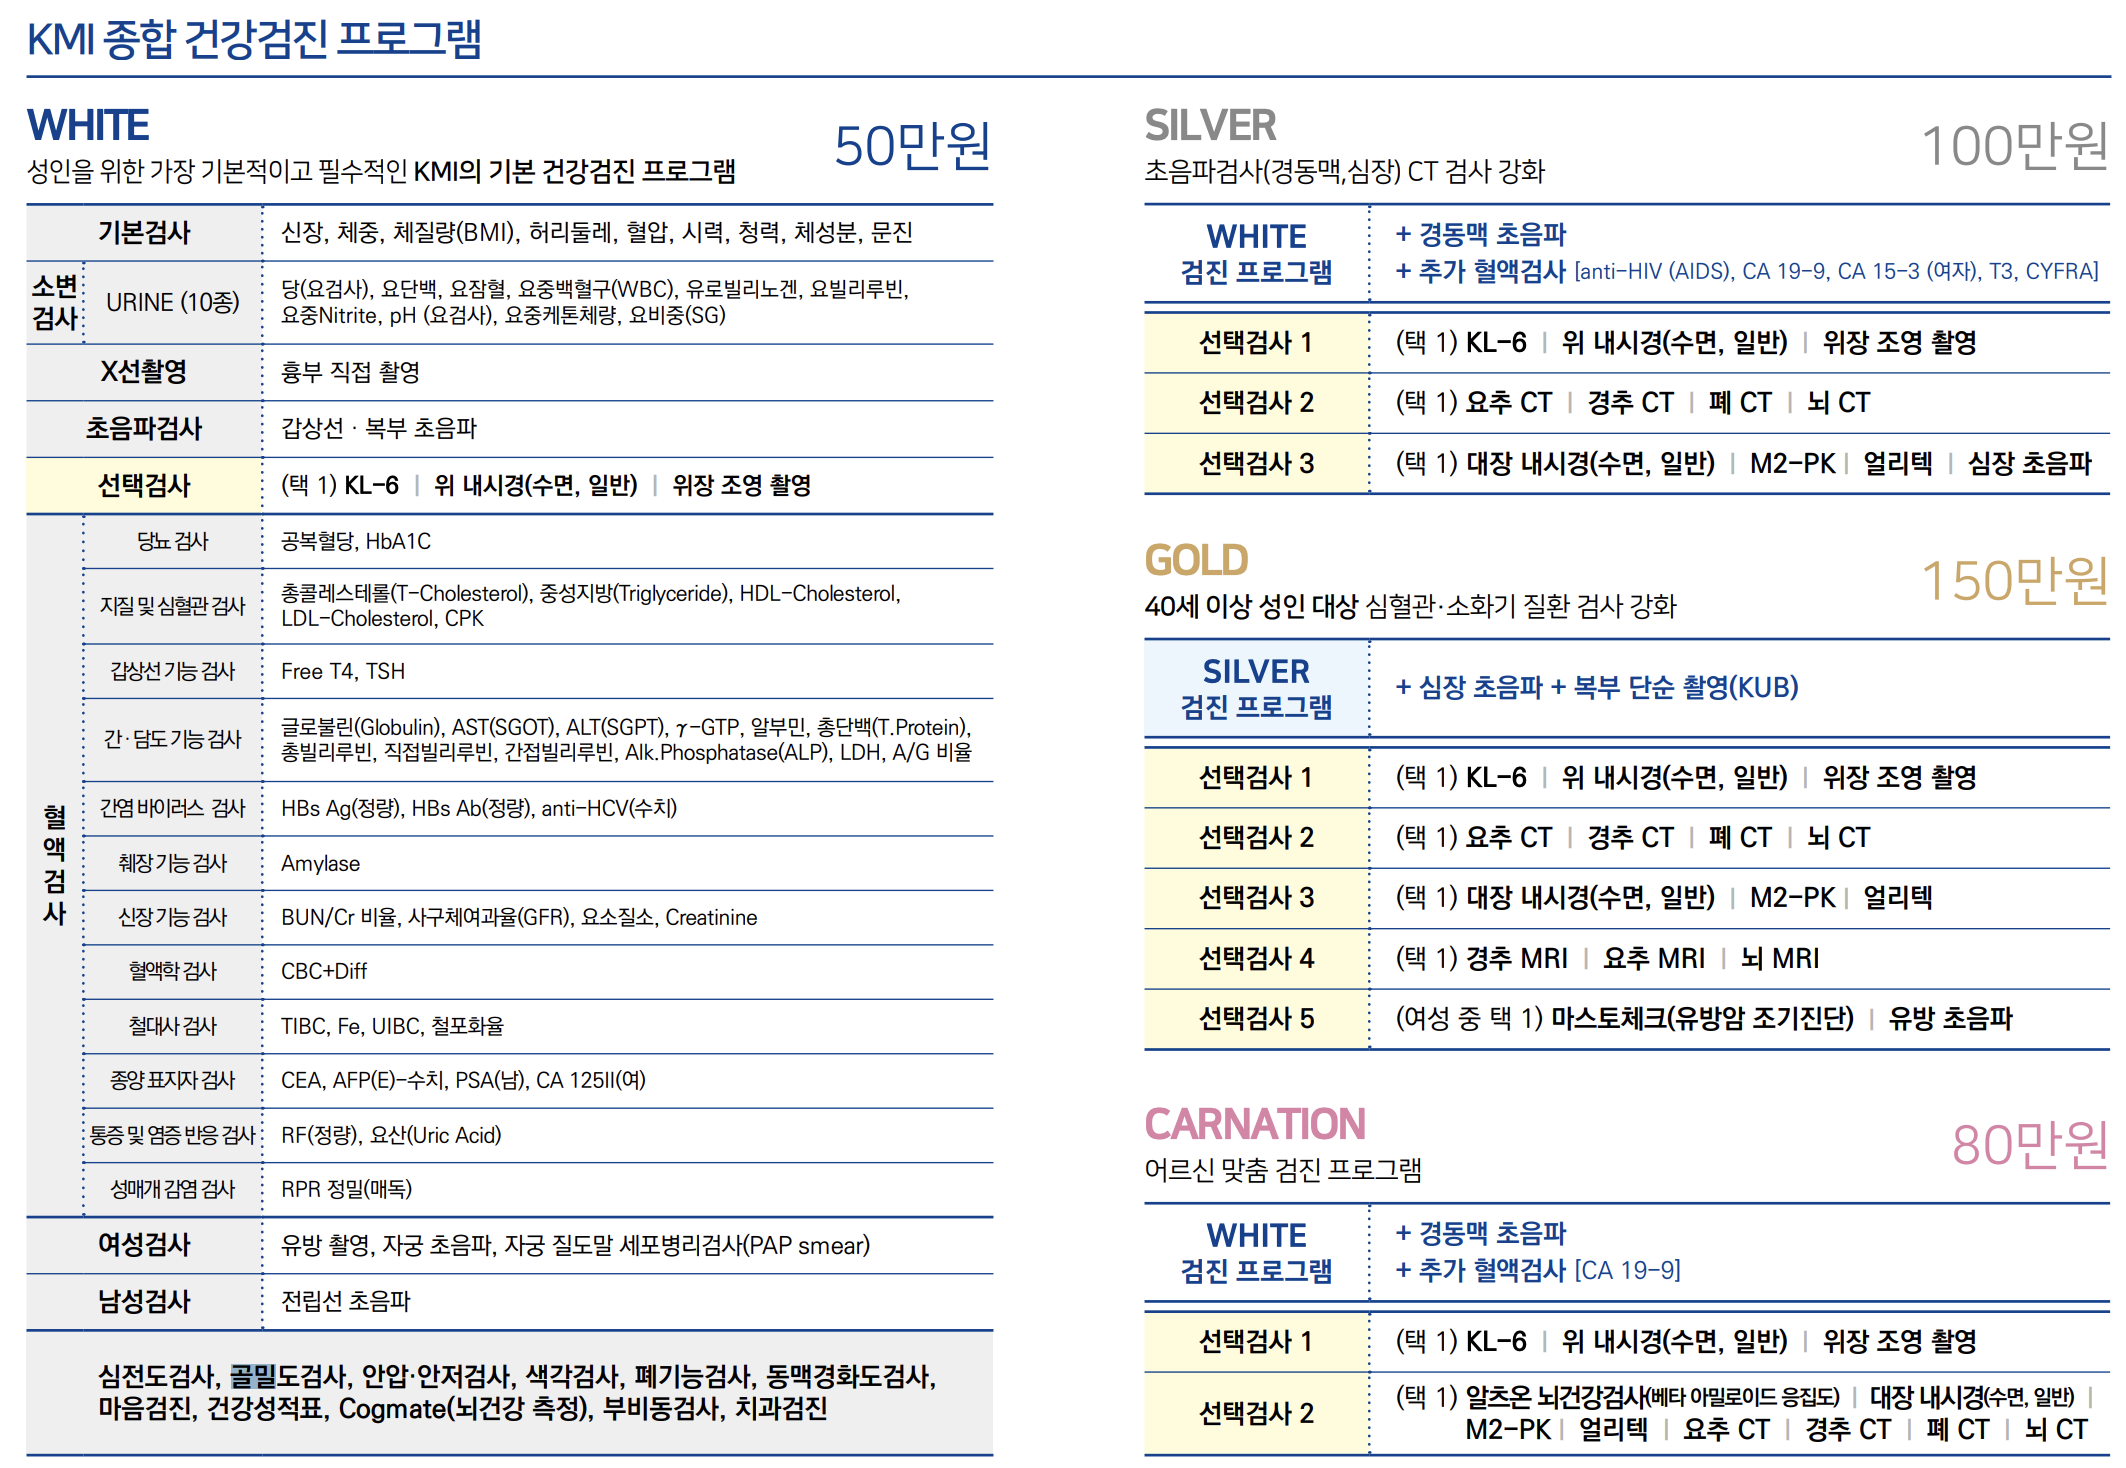 KMI 종합 건강검진 프로그램
WHITE
성인을 위한 가장 기본적이고 필수적인 KMI의 기본 건강검진 프로그램
50만원
기본검사
신장, 체중, 체질량(BMI), 허리둘레, 혈압, 시력, 청력, 체성분, 문진
소변
검사
URINE (10종)
당(요검사), 요단백, 요잠혈, 요중백혈구(WBC), 유로빌리노겐, 요빌리루빈,
요중Nitrite, pH (요검사), 요중케톤체량, 요비중(SG)
X선촬영
흉부 직접 촬영
초음파검사
갑상선 · 복부 초음파
선택검사
(택 1) KL-6 | 위 내시경(수면, 일반) | 위장 조영 촬영
혈액검사
당뇨 검사
공복혈당, HbA1C
지질 및 심혈관 검사
총콜레스테롤(T-Cholesterol), 중성지방(Triglyceride), HDL-Cholesterol,
LDL-Cholesterol, CPK
갑상선 기능 검사
Free T4, TSH
간 · 담도 기능 검사
글로불린(Globulin), AST(SGOT), ALT(SGPT), γ-GTP, 알부민, 총단백(T.Protein),
총빌리루빈, 직접빌리루빈, 간접빌리루빈, Alk.Phosphatase(ALP), LDH, A/G 비율
간염 바이러스 검사
HBs Ag(정량), HBs Ab(정량), anti-HCV(수치)
췌장 기능 검사
Amylase
신장 기능 검사
BUN/Cr 비율, 사구체여과율(GFR), 요소질소, Creatinine
혈액학 검사
CBC+Diff
철대사 검사
TIBC, Fe, UIBC, 철포화율
종양 표지자 검사
CEA, AFP(E)-수치, PSA(남), CA 125II(여)
통증 및 염증 반응 검사
RF(정량), 요산(Uric Acid)
성매개 감염 검사
RPR 정밀(매독)
여성검사
유방 촬영, 자궁 초음파, 자궁 질도말 세포병리검사(PAP smear)
남성검사
전립선 초음파
심전도검사, 골밀도검사, 안압·안저검사, 색각검사, 폐기능검사, 동맥경화도검사,
마음검진, 건강성적표, Cogmate(뇌건강 측정), 부비동검사, 치과검진
SILVER
초음파검사(경동맥,심장) CT 검사 강화
100만원
WHITE
검진 프로그램
+ 경동맥 초음파
+ 추가 혈액검사 [anti-HIV (AIDS), CA 19-9, CA 15-3 (여자), T3, CYFRA]
선택검사 1
(택 1) KL-6 | 위 내시경(수면, 일반) | 위장 조영 촬영
선택검사 2
(택 1) 요추 CT | 경추 CT | 폐 CT | 뇌 CT
선택검사 3
(택 1) 대장 내시경(수면, 일반) | M2-PK | 얼리텍 | 심장 초음파
GOLD
40세 이상 성인 대상 심혈관·소화기 질환 검사 강화
150만원
SILVER
검진 프로그램
+ 심장 초음파 + 복부 단순 촬영(KUB)
선택검사 1
(택 1) KL-6 | 위 내시경(수면, 일반) | 위장 조영 촬영
선택검사 2
(택 1) 요추 CT | 경추 CT | 폐 CT | 뇌 CT
선택검사 3
(택 1) 대장 내시경(수면, 일반) | M2-PK | 얼리텍
선택검사 4
(택 1) 경추 MRI | 요추 MRI | 뇌 MRI
선택검사 5
(여성 중 택 1) 마스토체크(유방암 조기진단) | 유방 초음파
CARNATION
어르신 맞춤 검진 프로그램
80만원
WHITE
검진 프로그램
+ 경동맥 초음파
+ 추가 혈액검사 [CA 19-9]
선택검사 1
(택 1) KL-6 | 위 내시경(수면, 일반) | 위장 조영 촬영
선택검사 2
(택 1) 알츠온 뇌건강검사(베타 아밀로이드 응집도) | 대장 내시경(수면, 일반) |
M2-PK | 얼리텍 | 요추 CT | 경추 CT | 폐 CT | 뇌 CT